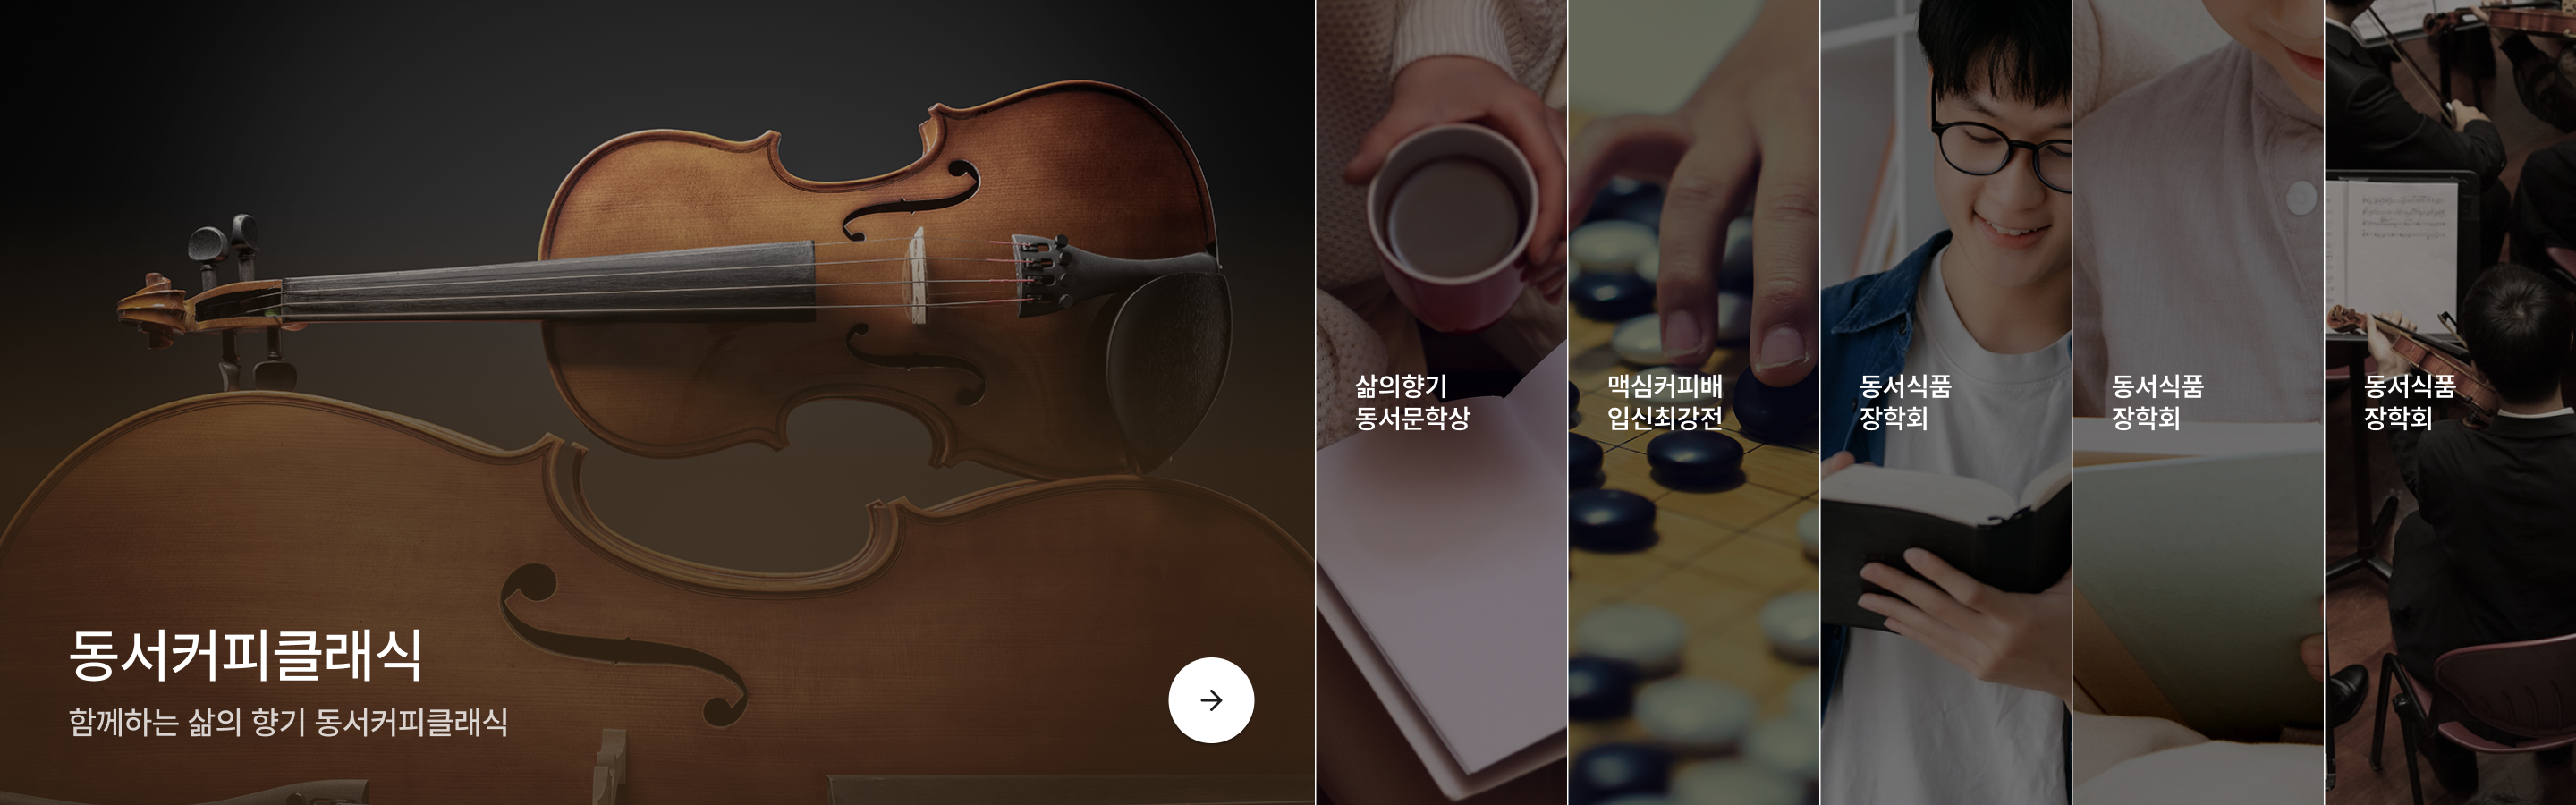 동서커피클래식
함께하는 삶의 향기 동서커피클래식
삶의향기
동서문학상
맥심커피배
입신최강전
동서식품
장학회
동서식품
장학회
동서식품
장학회